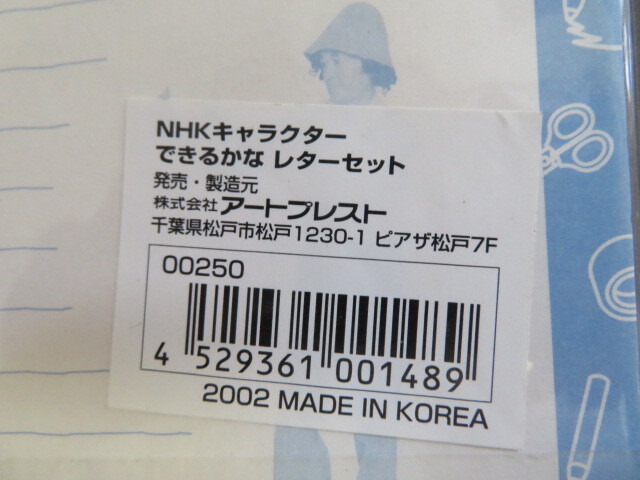 NHKキャラクター
できるかな レターセット
発売・製造元
株式会社 アートプレスト
千葉県松戸市松戸1230-1 ピアザ松戸7F
00250
4 529361 001489
2002 MADE IN KOREA